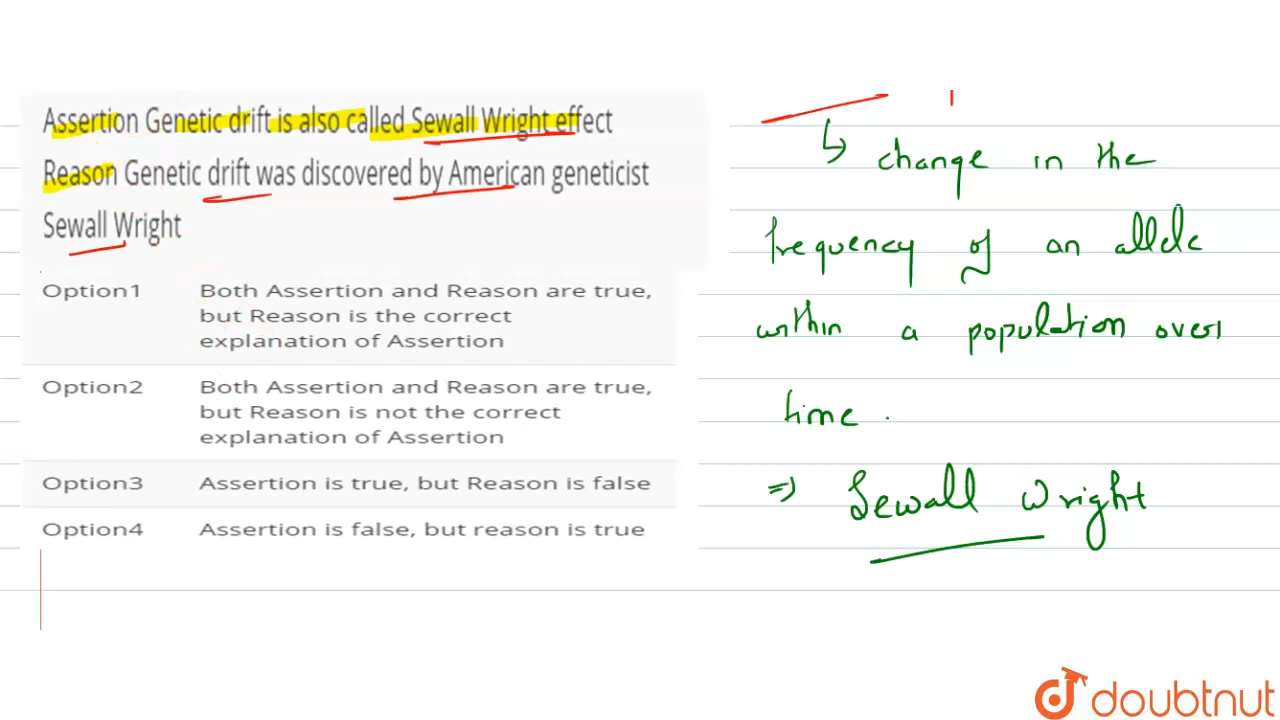 Assertion Genetic drift is also called Sewall Wright effect
Reason Genetic drift was discovered by American geneticist
Sewall Wright
Option1 Both Assertion and Reason are true,
but Reason is the correct
explanation of Assertion
Option2 Both Assertion and Reason are true,
but Reason is not the correct
explanation of Assertion
Option3 Assertion is true, but Reason is false
Option4 Assertion is false, but reason is true
↳ change in the
frequency of an allele
within a population over
time .
⇒ Sewall Wright
doubtnut